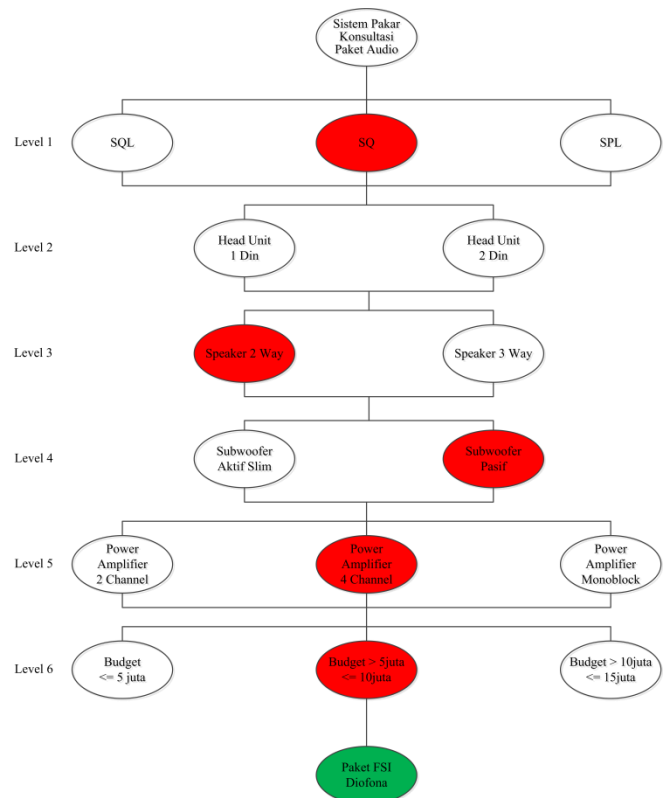 Sistem Pakar
Konsultasi
Paket Audio
Level 1
SQL
SQ
SPL
Level 2
Head Unit
1 Din
Head Unit
2 Din
Level 3
Speaker 2 Way
Speaker 3 Way
Level 4
Subwoofer
Aktif Slim
Subwoofer
Pasif
Level 5
Power
Amplifier
2 Channel
Power
Amplifier
4 Channel
Power
Amplifier
Monoblock
Level 6
Budget
<= 5 juta
Budget > 5juta
<= 10juta
Budget > 10juta
<= 15juta
Paket FSI
Diofona